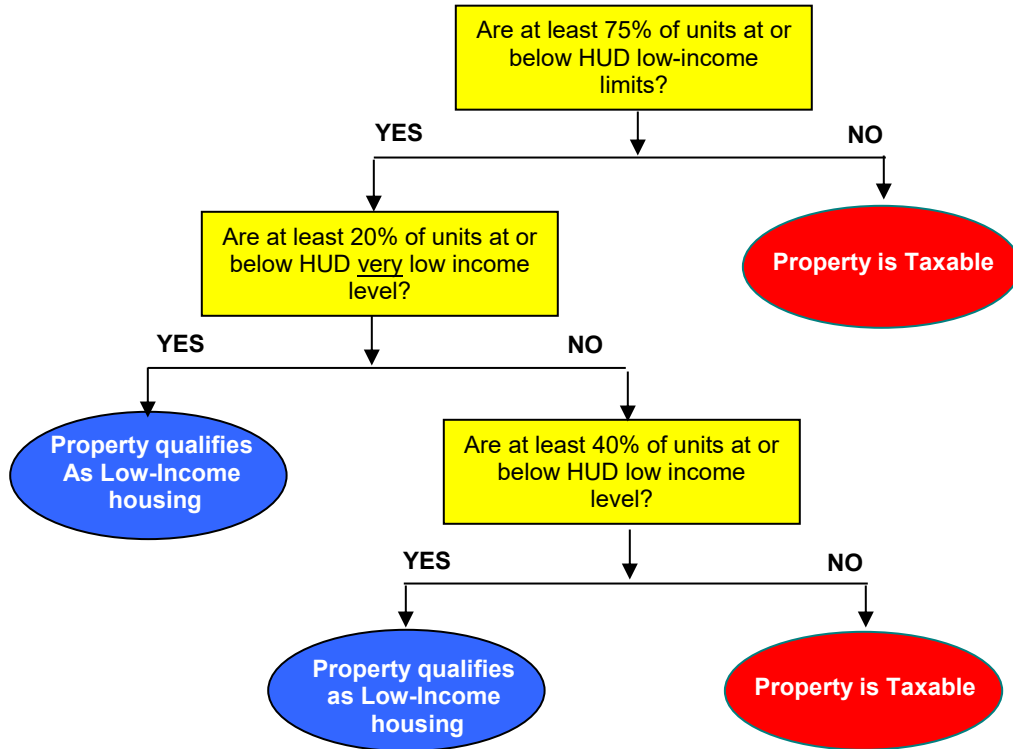 Are at least 75% of units at or
below HUD low-income
limits?
YES
NO
Are at least 20% of units at or
below HUD very low income
level?
Property is Taxable
YES
NO
Property qualifies
As Low-Income
housing
Are at least 40% of units at or
below HUD low income
level?
YES
NO
Property qualifies
as Low-Income
housing
Property is Taxable